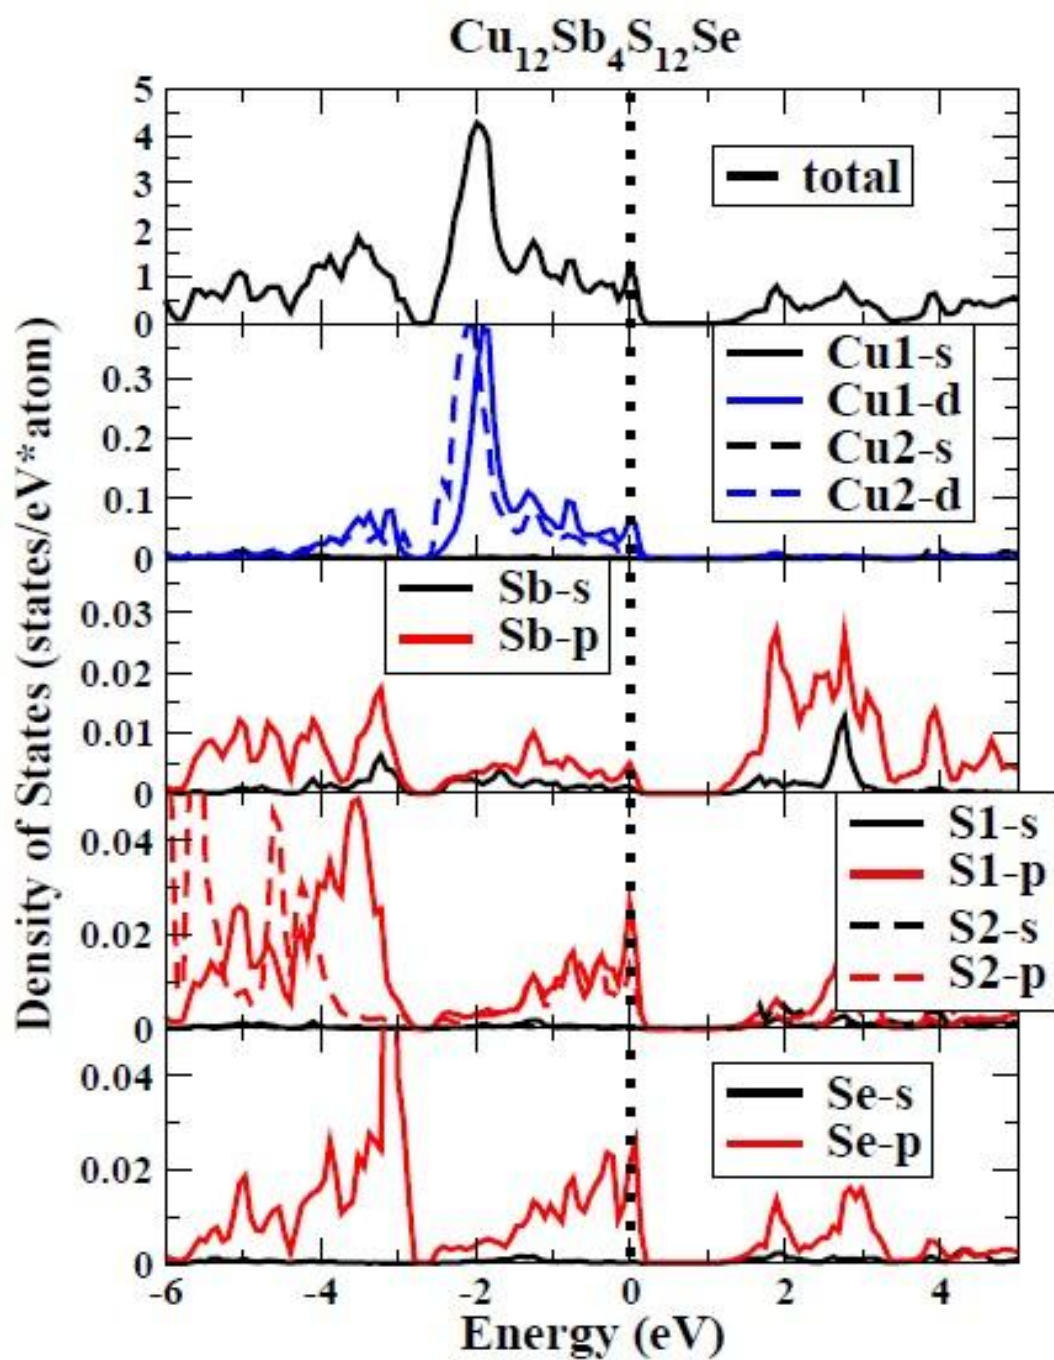 Cu12Sb4S12Se
5
4
3
2
1
0
total
0.3
0.2
0.1
0
Cu1-s
Cu1-d
Cu2-s
Cu2-d
0.03
0.02
0.01
0
Sb-s
Sb-p
0.04
0.02
0
S1-s
S1-p
S2-s
S2-p
0.04
0.02
0
Se-s
Se-p
-6 -4 -2 0 2 4
Energy (eV)
Density of States (states/eV*atom)